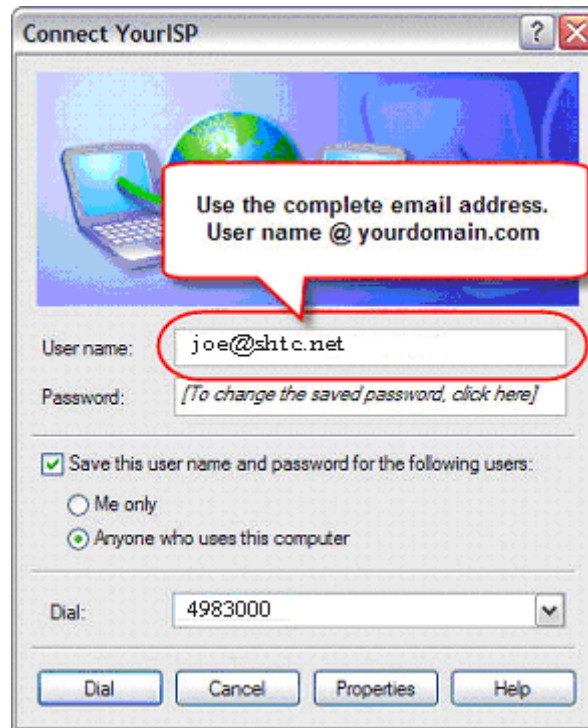 Connect YourISP
?
Use the complete email address.
User name @ yourdomain.com
User name: joe@shtc.net
Password: [To change the saved password, click here]
Save this user name and password for the following users:
Me only
Anyone who uses this computer
Dial: 4983000
Dial Cancel Properties Help